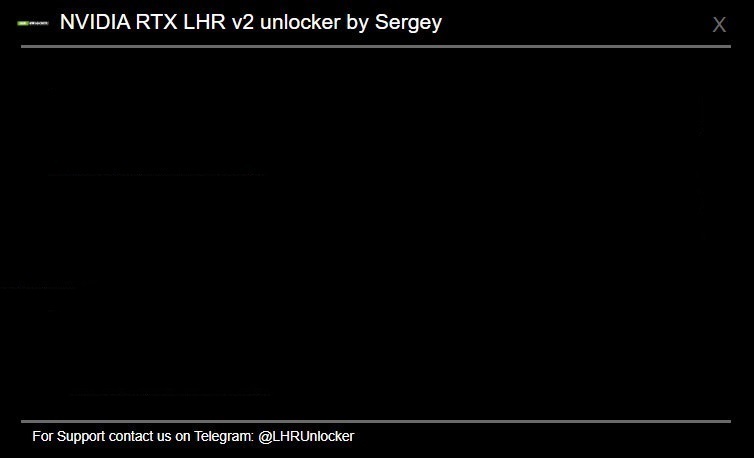 NVIDIA RTX LHR v2 unlocker by Sergey
X
For Support contact us on Telegram: @LHRUnlocker